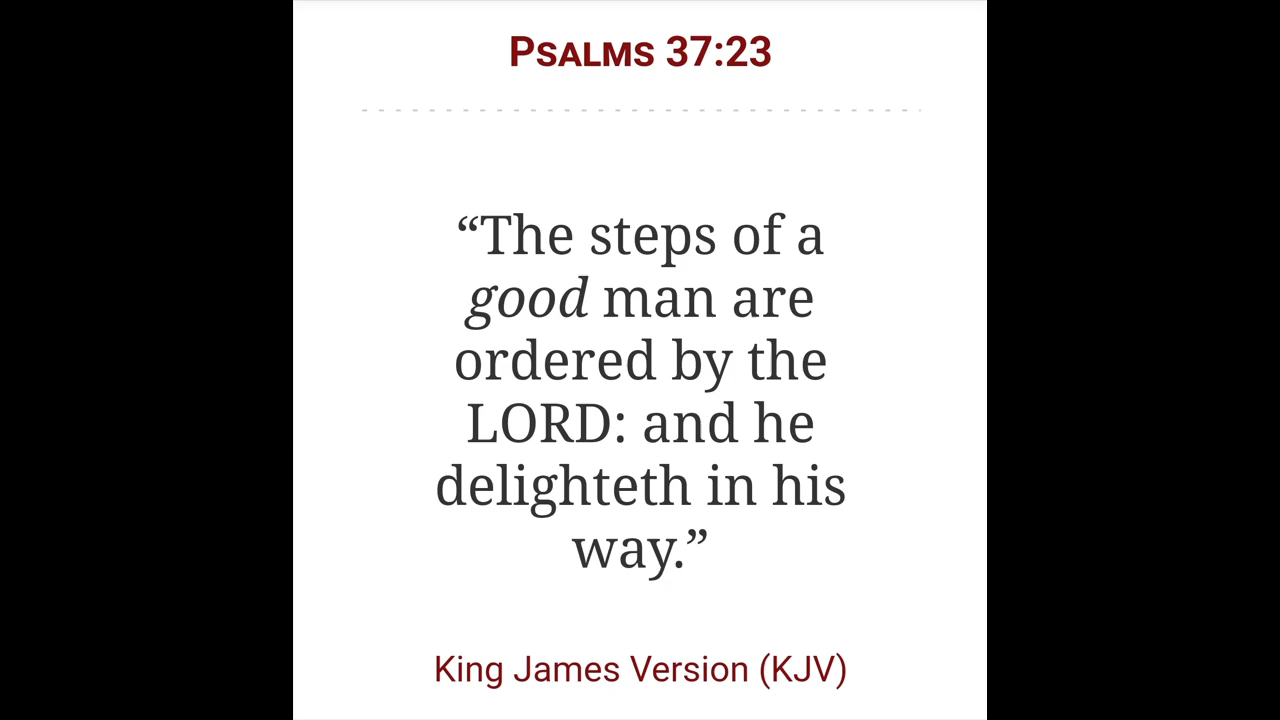 PSALMS 37:23
“The steps of a
good man are
ordered by the
LORD: and he
delighteth in his
way.”
King James Version (KJV)